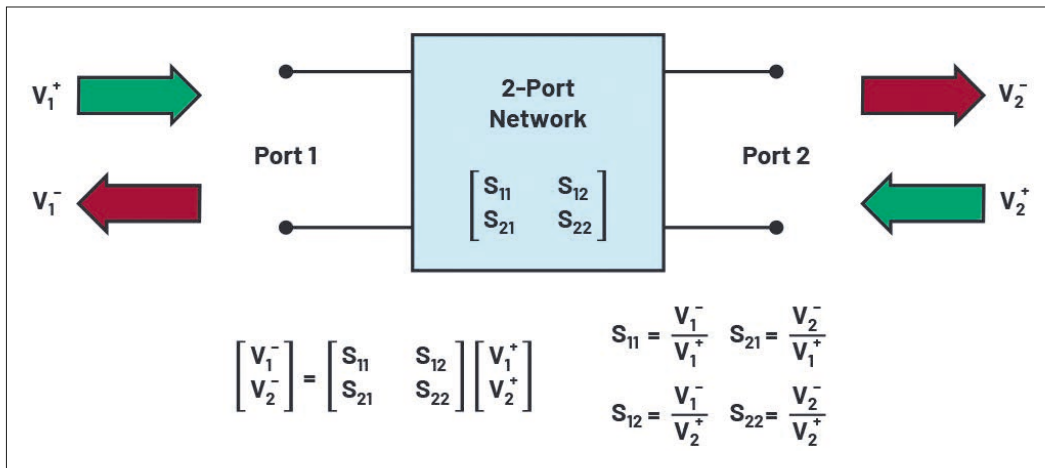 V₁⁺
V₁⁻
Port 1
2-Port
Network
[S₁₁ S₁₂]
[S₂₁ S₂₂]
Port 2
V₂⁻
V₂⁺
[V₁⁻] = [S₁₁ S₁₂] [V₁⁺]
[V₂⁻] [S₂₁ S₂₂] [V₂⁺]
S₁₁ = V₁⁻/V₁⁺ S₂₁ = V₂⁻/V₁⁺
S₁₂ = V₁⁻/V₂⁺ S₂₂ = V₂⁻/V₂⁺